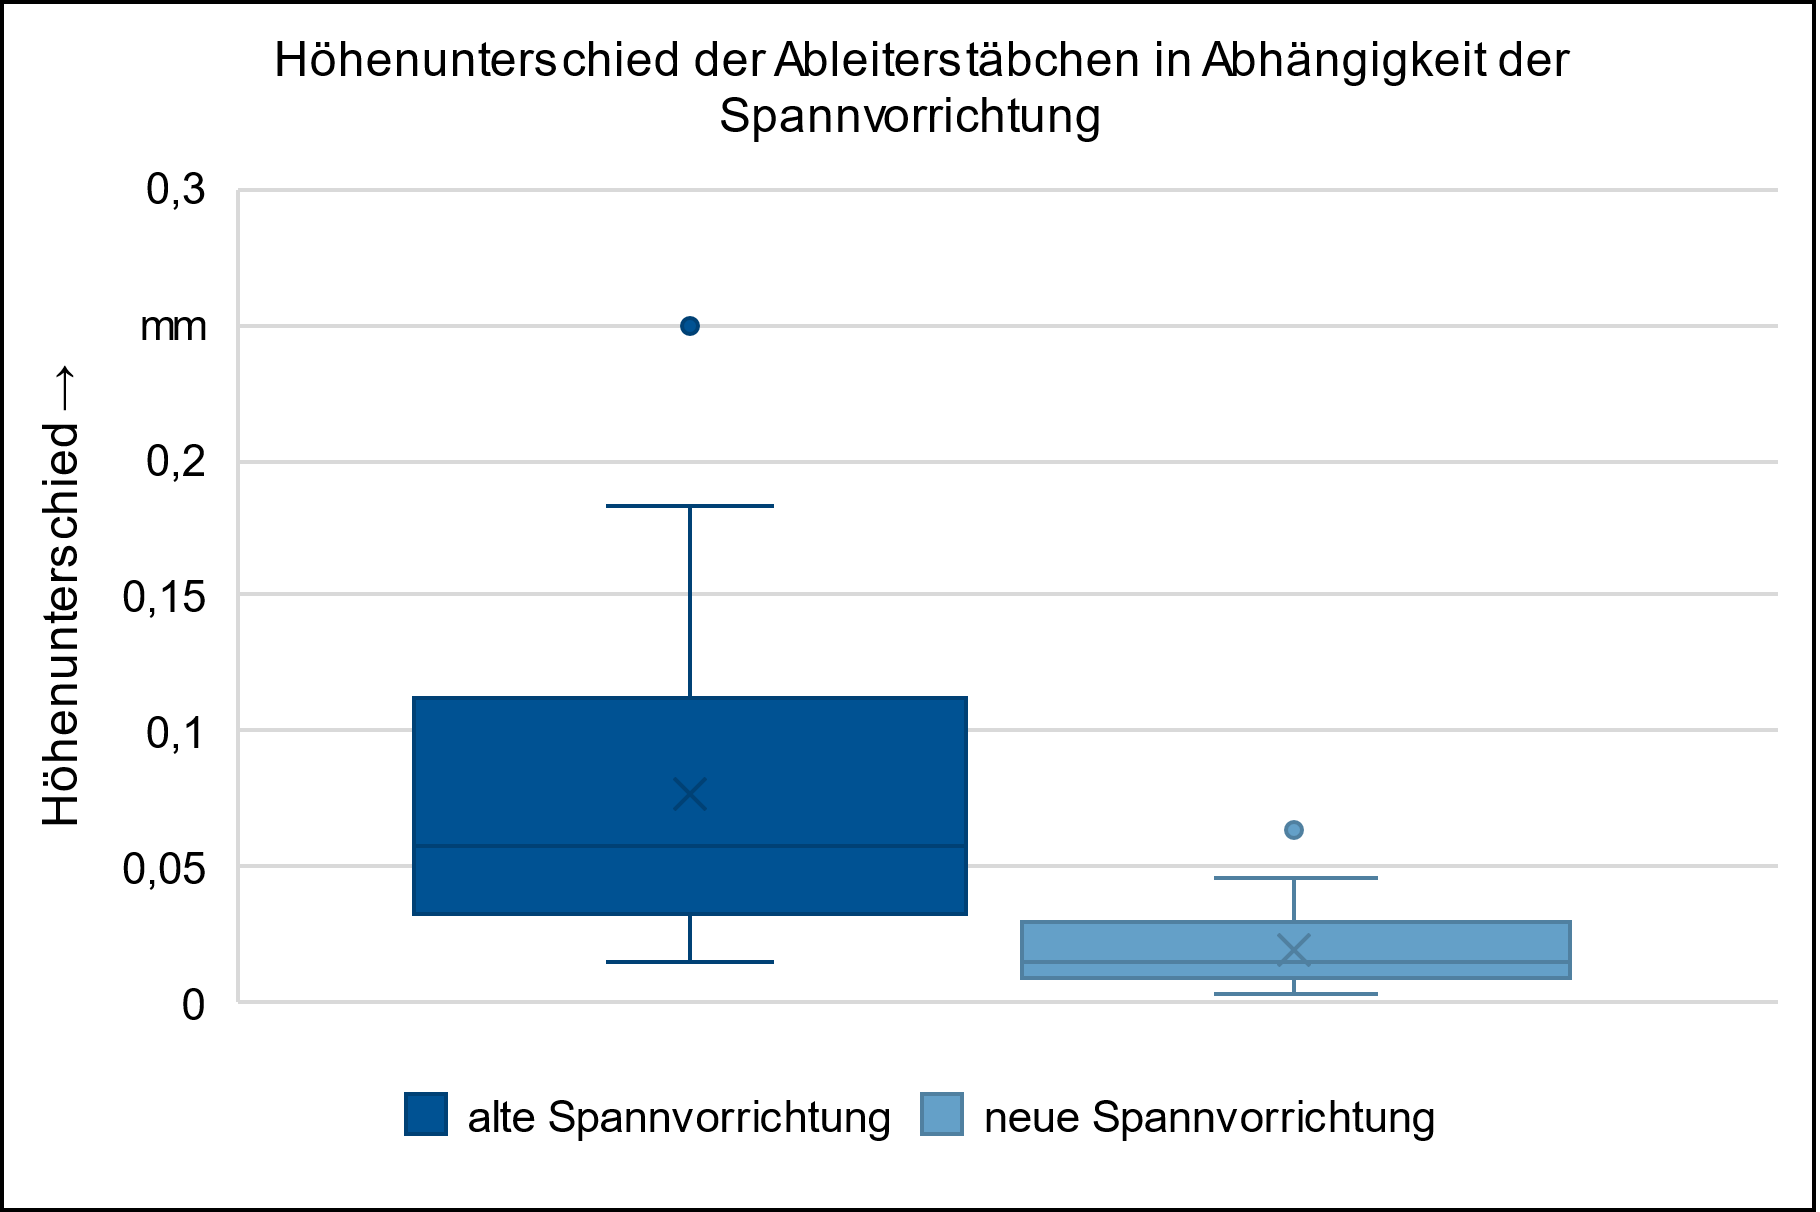 Höhenunterschied der Ableiterstäbchen in Abhängigkeit der
Spannvorrichtung
0,3
mm
0,2
0,15
0,1
0,05
0
Höhenunterschied →
alte Spannvorrichtung
neue Spannvorrichtung